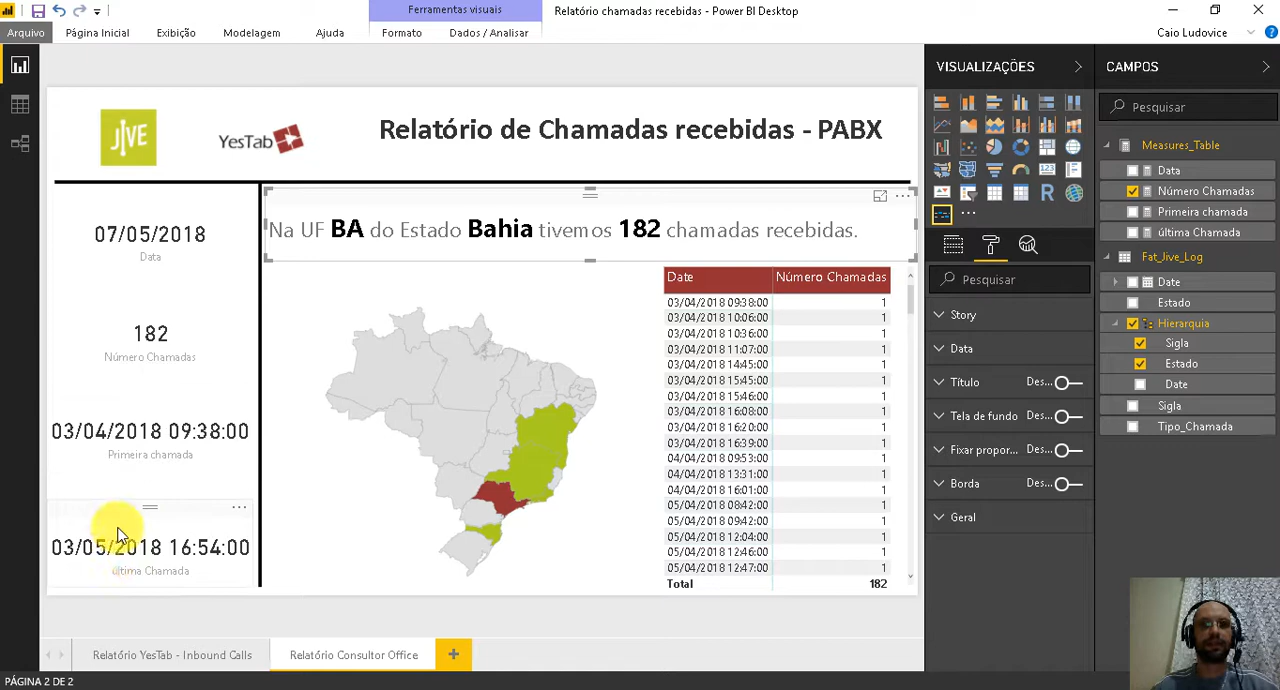 Ferramentas visuais
Relatório chamadas recebidas - Power BI Desktop
Arquivo Página Inicial Exibição Modelagem Ajuda Formato Dados / Analisar
Caio Ludovice
JIVE
YesTab
Relatório de Chamadas recebidas - PABX
07/05/2018
Data
182
Número Chamadas
03/04/2018 09:38:00
Primeira chamada
03/05/2018 16:54:00
última Chamada
Na UF BA do Estado Bahia tivemos 182 chamadas recebidas.
Date Número Chamadas
03/04/2018 09:38:00 1
03/04/2018 10:06:00 1
03/04/2018 10:36:00 1
03/04/2018 11:07:00 1
03/04/2018 14:45:00 1
03/04/2018 15:45:00 1
03/04/2018 15:46:00 1
03/04/2018 16:08:00 1
03/04/2018 16:20:00 1
03/04/2018 16:39:00 1
04/04/2018 09:53:00 1
04/04/2018 13:31:00 1
04/04/2018 16:01:00 1
05/04/2018 08:42:00 1
05/04/2018 09:42:00 1
05/04/2018 12:04:00 1
05/04/2018 12:46:00 1
05/04/2018 12:47:00 1
Total 182
VISUALIZAÇÕES
R
Pesquisar
Story
Data
Título Des...
Tela de fundo Des...
Fixar propor... Des...
Borda Des...
Geral
CAMPOS
Pesquisar
Measures_Table
Data
Número Chamadas
Primeira chamada
última Chamada
Fat_Jive_Log
Date
Estado
Hierarquia
Sigla
Estado
Date
Sigla
Tipo_Chamada
Relatório YesTab - Inbound Calls
Relatório Consultor Office
PÁGINA 2 DE 2